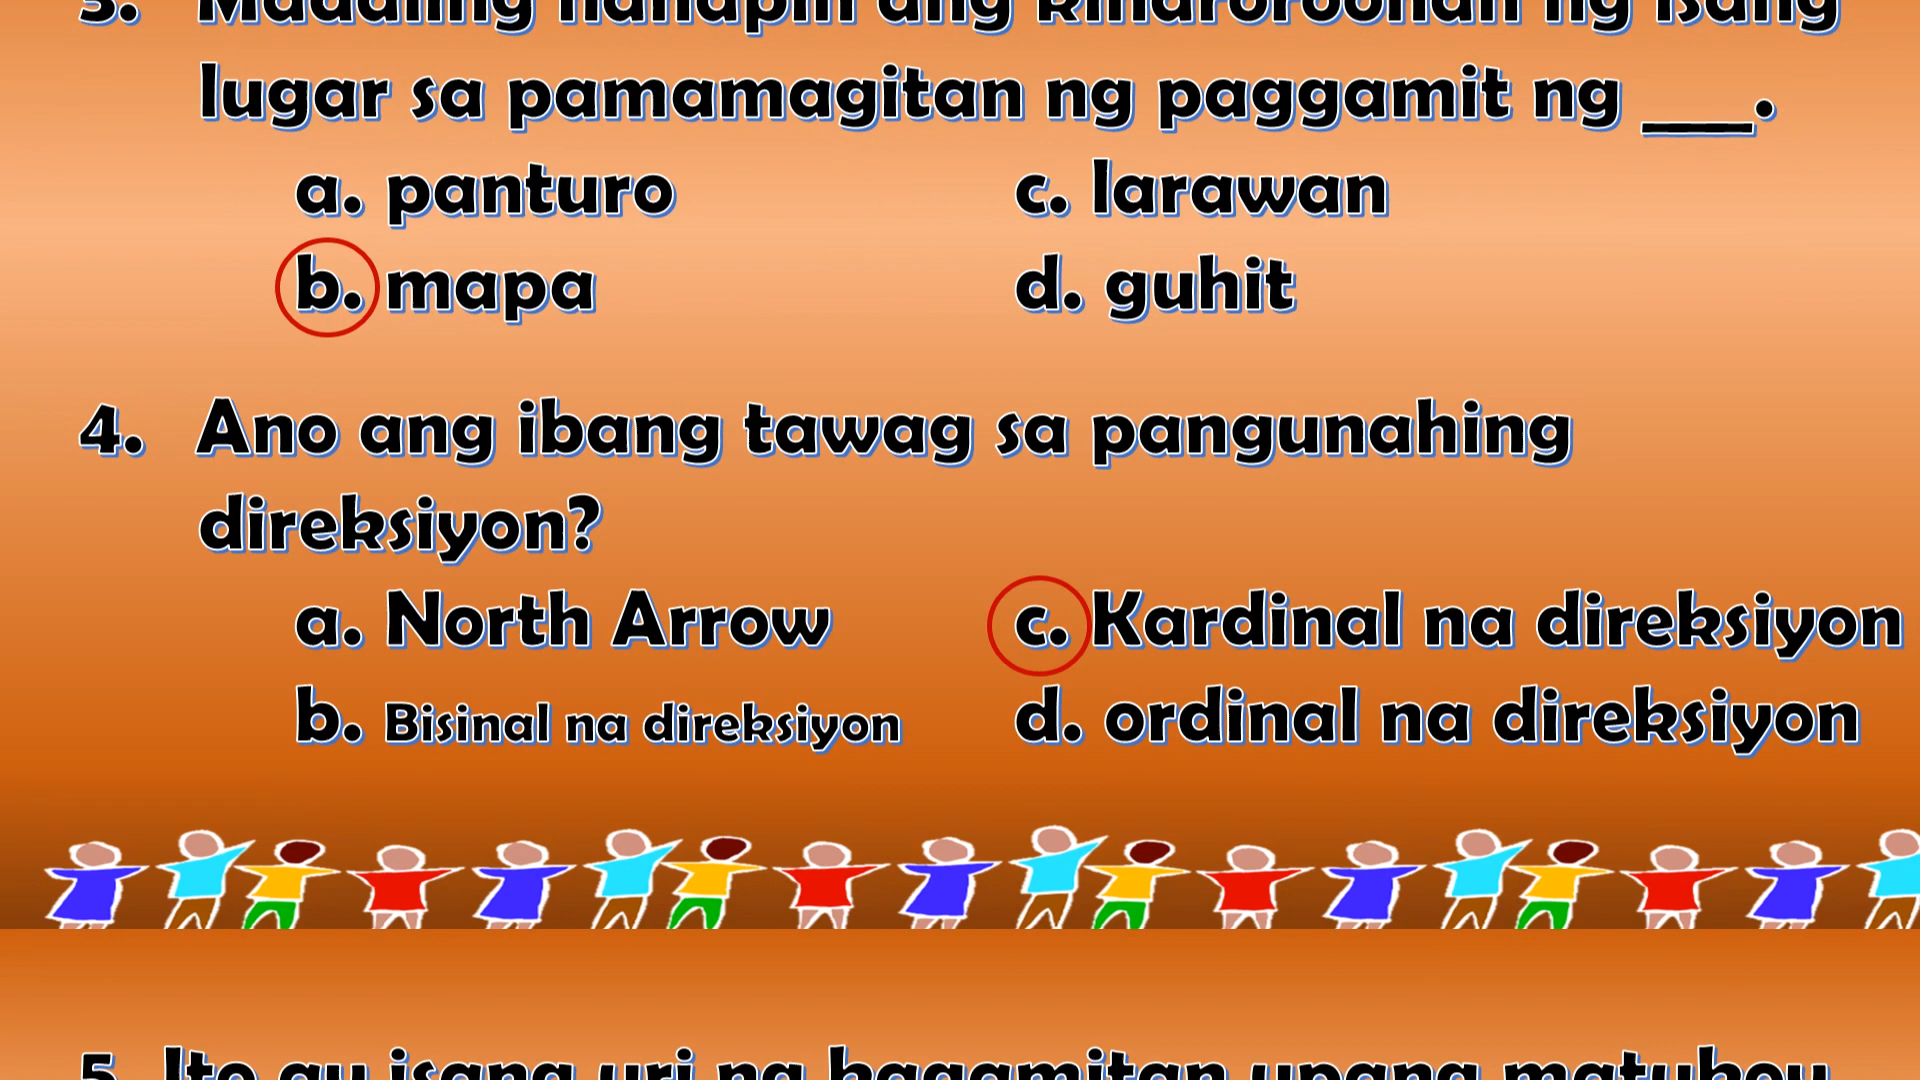 3. Madaling hanapin ang kinaroroonan ng isang
lugar sa pamamagitan ng paggamit ng ___.
a. panturo c. larawan
b. mapa d. guhit
4. Ano ang ibang tawag sa pangunahing
direksiyon?
a. North Arrow c. Kardinal na direksiyon
b. Bisinal na direksiyon d. ordinal na direksiyon
5. Ito ay isang uri ng kagamitan upang matukoy